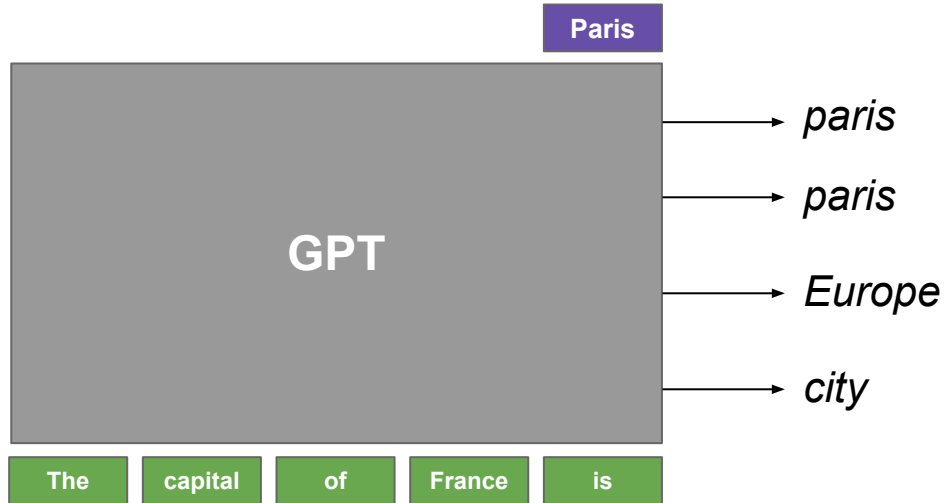 Paris
paris
paris
GPT
Europe
city
The capital of France is